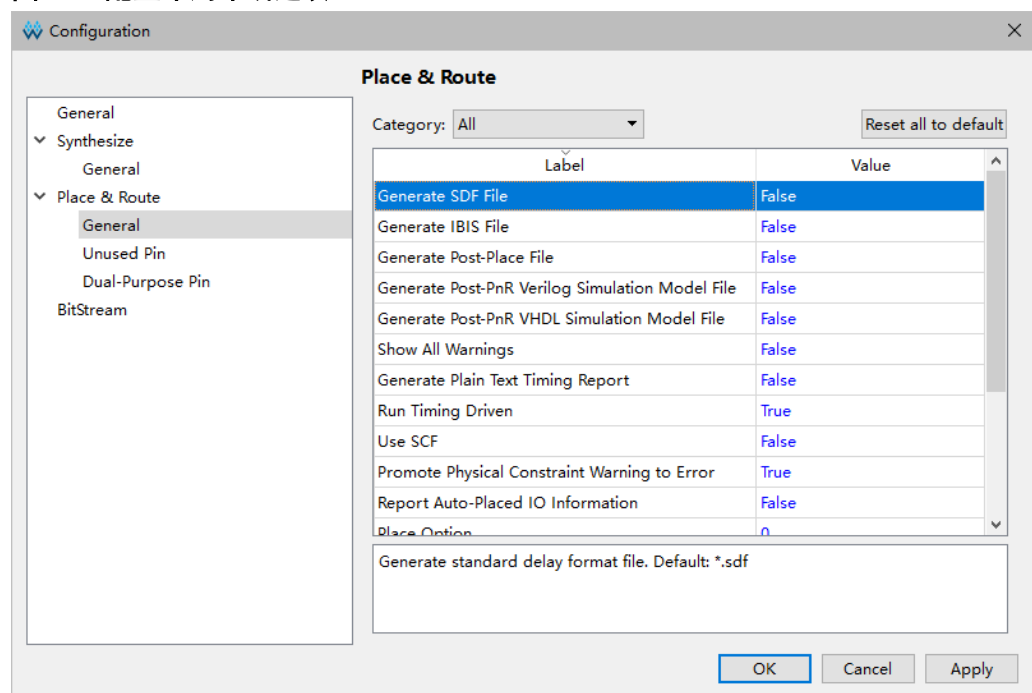 Configuration
Place & Route
General
Synthesize
General
Place & Route
General
Unused Pin
Dual-Purpose Pin
BitStream
Category: All
Reset all to default
Label Value
Generate SDF File False
Generate IBIS File False
Generate Post-Place File False
Generate Post-PnR Verilog Simulation Model File False
Generate Post-PnR VHDL Simulation Model File False
Show All Warnings False
Generate Plain Text Timing Report False
Run Timing Driven True
Use SCF False
Promote Physical Constraint Warning to Error True
Report Auto-Placed IO Information False
Place Option 0
Generate standard delay format file. Default: *.sdf
OK Cancel Apply